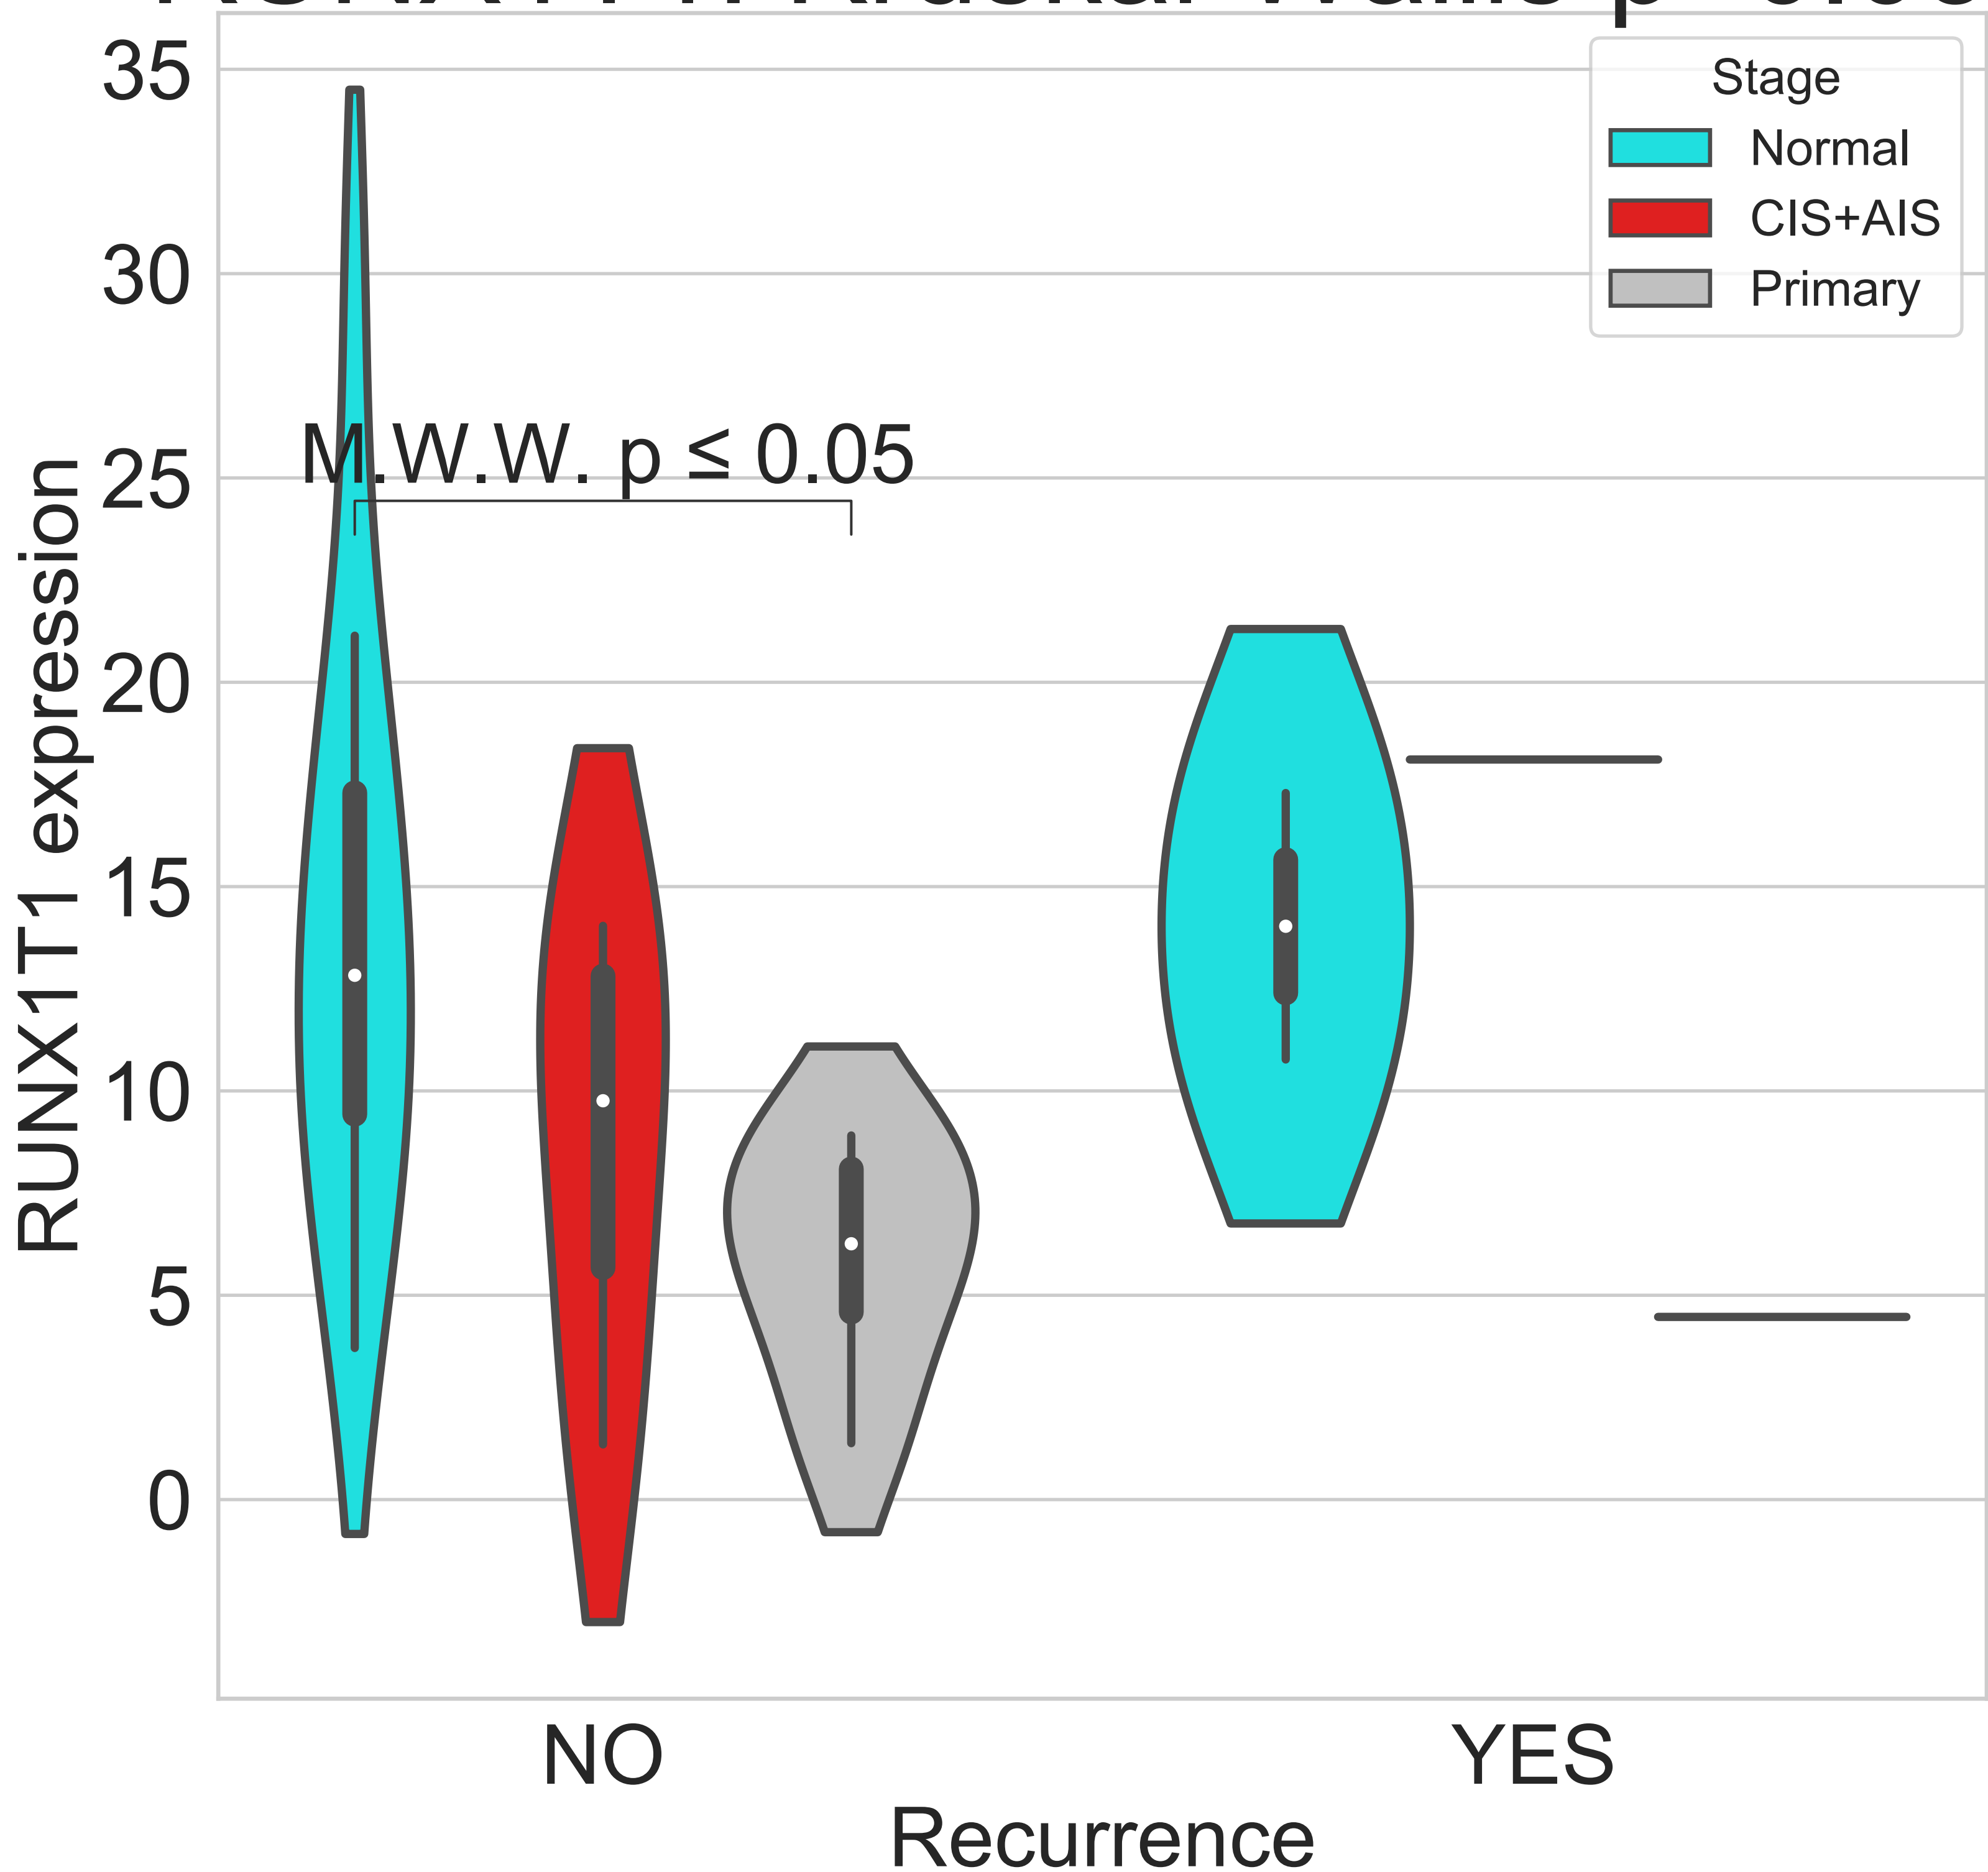 35
30
25
20
15
10
5
0
RUNX1T1 expression
Stage
Normal
CIS+AIS
Primary
M.W.W. p ≤ 0.05
NO
YES
Recurrence